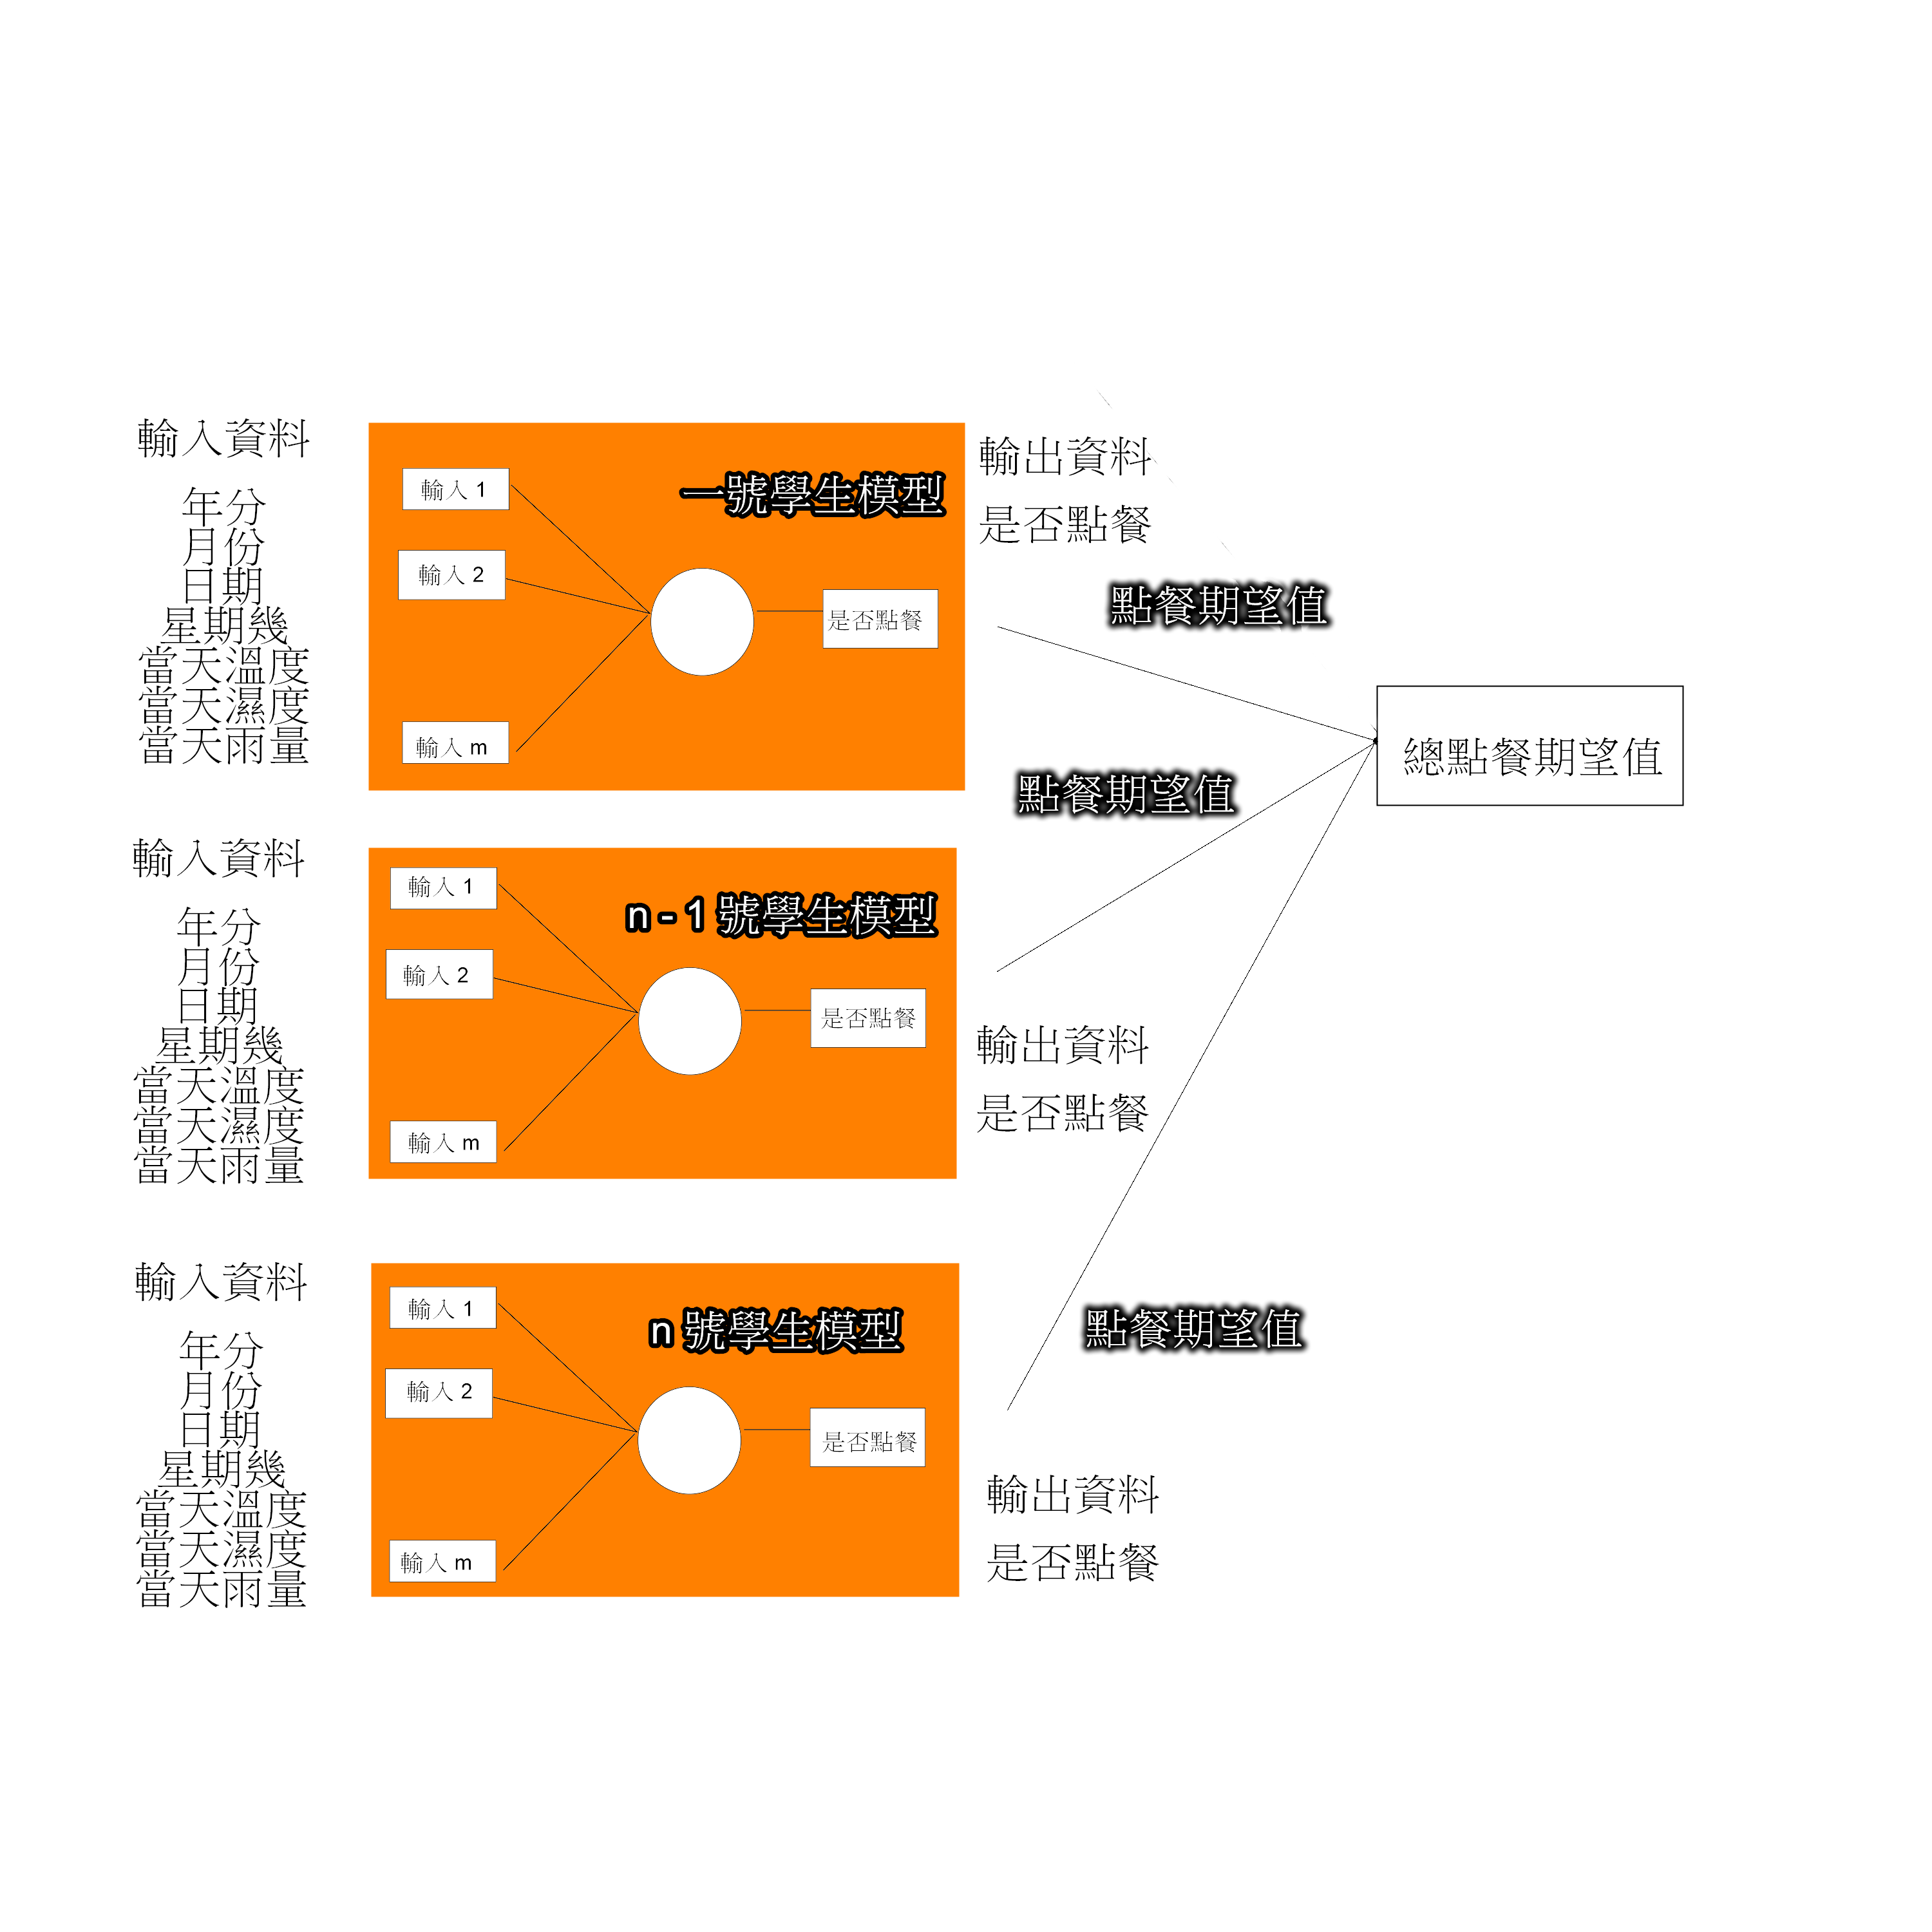 輸入資料
年分
月份
日期
星期幾
當天溫度
當天濕度
當天雨量
輸入 1
輸入 2
輸入 m
一號學生模型
是否點餐
輸出資料
是否點餐
點餐期望值
總點餐期望值
輸入資料
年分
月份
日期
星期幾
當天溫度
當天濕度
當天雨量
輸入 1
輸入 2
輸入 m
n - 1 號學生模型
是否點餐
點餐期望值
輸出資料
是否點餐
輸入資料
年分
月份
日期
星期幾
當天溫度
當天濕度
當天雨量
輸入 1
輸入 2
輸入 m
n 號學生模型
是否點餐
點餐期望值
輸出資料
是否點餐